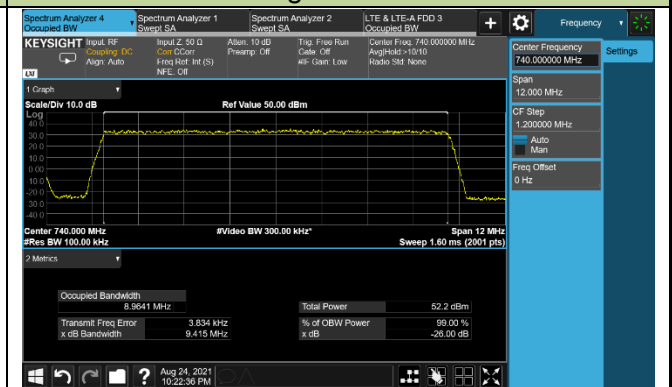 Spectrum Analyzer 4
Occupied BW
Spectrum Analyzer 1
Swept SA
Spectrum Analyzer 2
Swept SA
LTE & LTE-A FDD 3
Occupied BW
+
Frequency
KEYSIGHT
Input: RF
Coupling: DC
Align: Auto
Input Z: 50 Ω
Corr CCorr
Freq Ref: Int (S)
NFE: Off
Atten: 10 dB
Preamp: Off
Trig: Free Run
Gate: Off
#IF Gain: Low
Center Freq: 740.000000 MHz
Avg|Hold:>10/10
Radio Std: None
LXI
Center Frequency
740.000000 MHz
Settings
Span
12.000 MHz
CF Step
1.200000 MHz
Auto
Man
Freq Offset
0 Hz
1 Graph
Scale/Div 10.0 dB
Ref Value 50.00 dBm
Log
40.0
30.0
20.0
10.0
0.00
-10.0
-20.0
-30.0
-40.0
Center 740.000 MHz
#Video BW 300.00 kHz*
Span 12 MHz
#Res BW 100.00 kHz
Sweep 1.60 ms (2001 pts)
2 Metrics
Occupied Bandwidth
8.9641 MHz
Total Power
52.2 dBm
Transmit Freq Error
3.834 kHz
% of OBW Power
99.00 %
x dB Bandwidth
9.415 MHz
x dB
-26.00 dB
?
Aug 24, 2021
10:22:36 PM